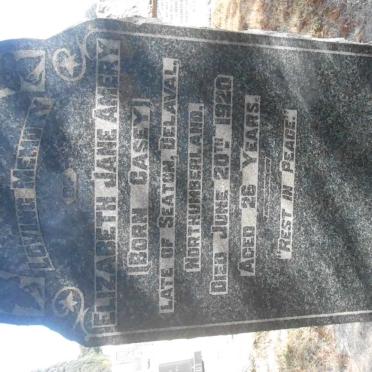 LOVING MEMORY
OF
ELIZABETH JANE AMERY
(BORN CASEY)
LATE OF SEATON, DELAVAL,
NORTHUMBERLAND,
DIED JUNE 20TH 1920
AGED 26 YEARS.
"REST IN PEACE"